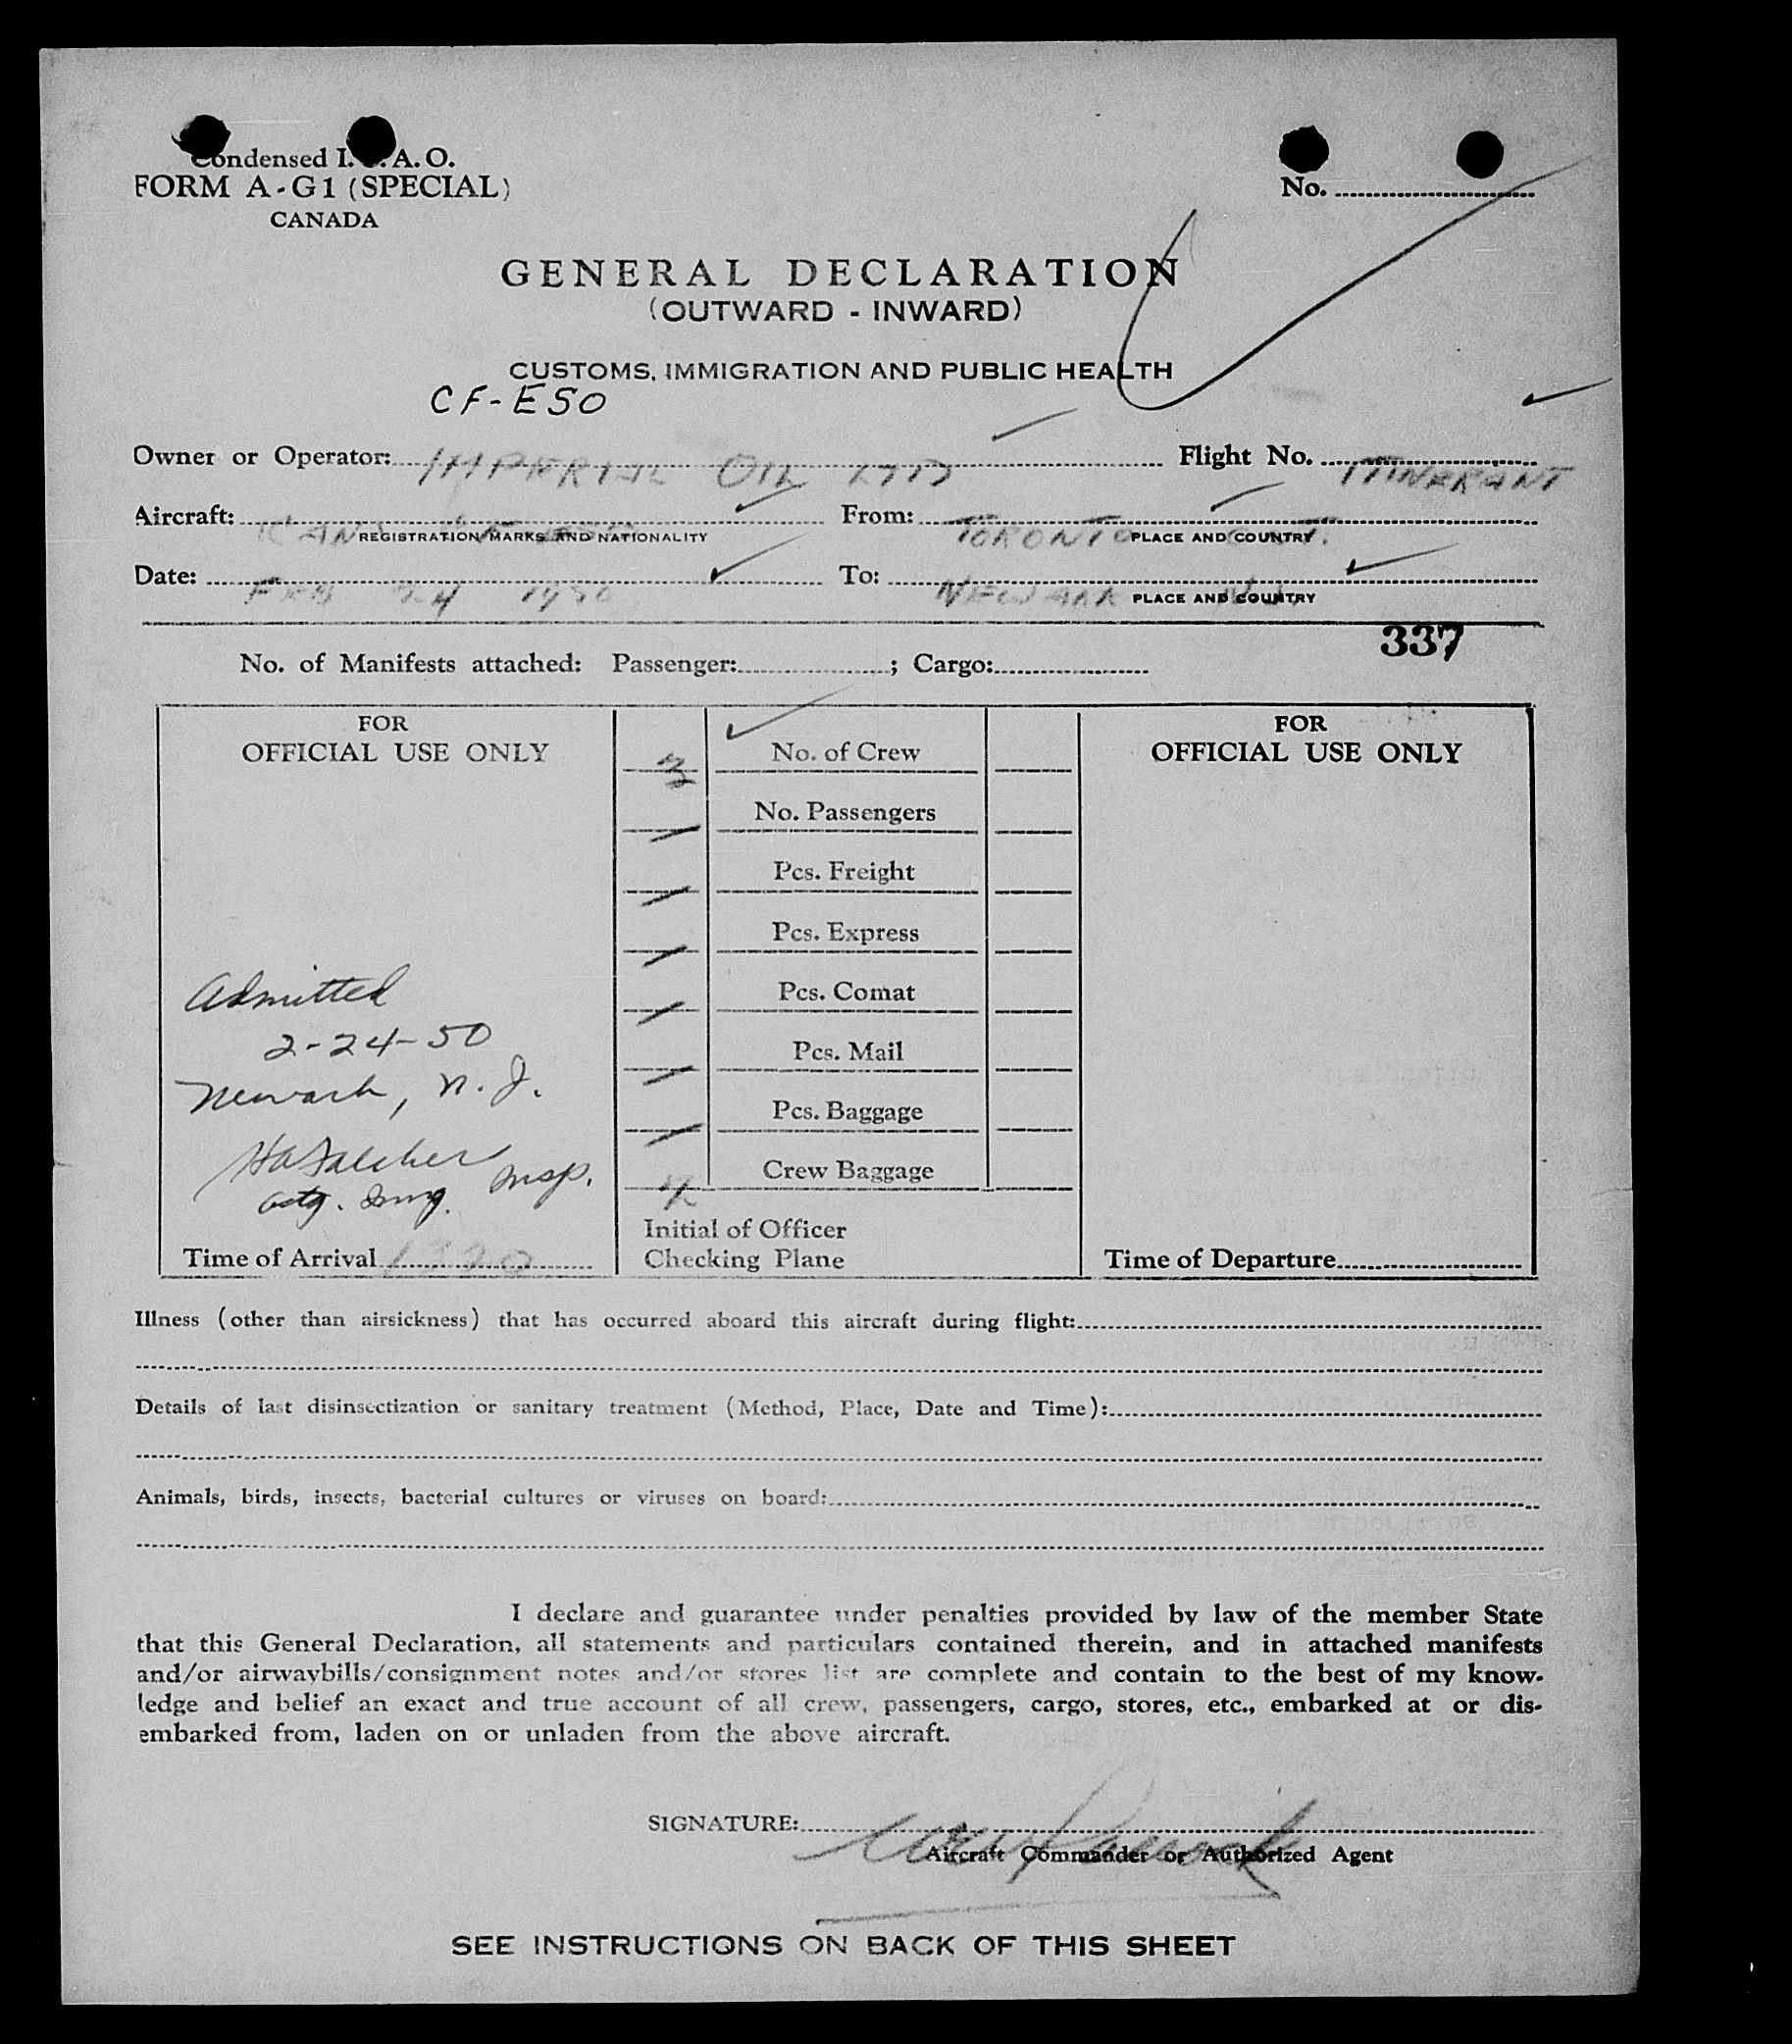 Condensed I. A. O.
FORM A-G1 (SPECIAL)
CANADA
No.
GENERAL DECLARATION
(OUTWARD - INWARD)
CUSTOMS, IMMIGRATION AND PUBLIC HEALTH
CF-ESO
Owner or Operator: IMPERIAL OIL LTD Flight No. ITINERANT
Aircraft: From: TORONTO ONT.
REGISTRATION MARKS AND NATIONALITY PLACE AND COUNTRY
Date: FEB 24 1950 To: NEWARK N.J.
PLACE AND COUNTRY
337
No. of Manifests attached: Passenger: ; Cargo:
FOR
OFFICIAL USE ONLY
Admitted
2-24-50
Newark, N.J.
Insp.
Actg. Img.
Time of Arrival
No. of Crew
No. Passengers
Pcs. Freight
Pcs. Express
Pcs. Comat
Pcs. Mail
Pcs. Baggage
Crew Baggage
Initial of Officer
Checking Plane
FOR
OFFICIAL USE ONLY
Time of Departure
Illness (other than airsickness) that has occurred aboard this aircraft during flight:
Details of last disinsectization or sanitary treatment (Method, Place, Date and Time):
Animals, birds, insects, bacterial cultures or viruses on board:
I declare and guarantee under penalties provided by law of the member State
that this General Declaration, all statements and particulars contained therein, and in attached manifests
and/or airwaybills/consignment notes and/or stores list are complete and contain to the best of my know-
ledge and belief an exact and true account of all crew, passengers, cargo, stores, etc., embarked at or dis-
embarked from, laden on or unladen from the above aircraft.
SIGNATURE:
Aircraft Commander or Authorized Agent
SEE INSTRUCTIONS ON BACK OF THIS SHEET